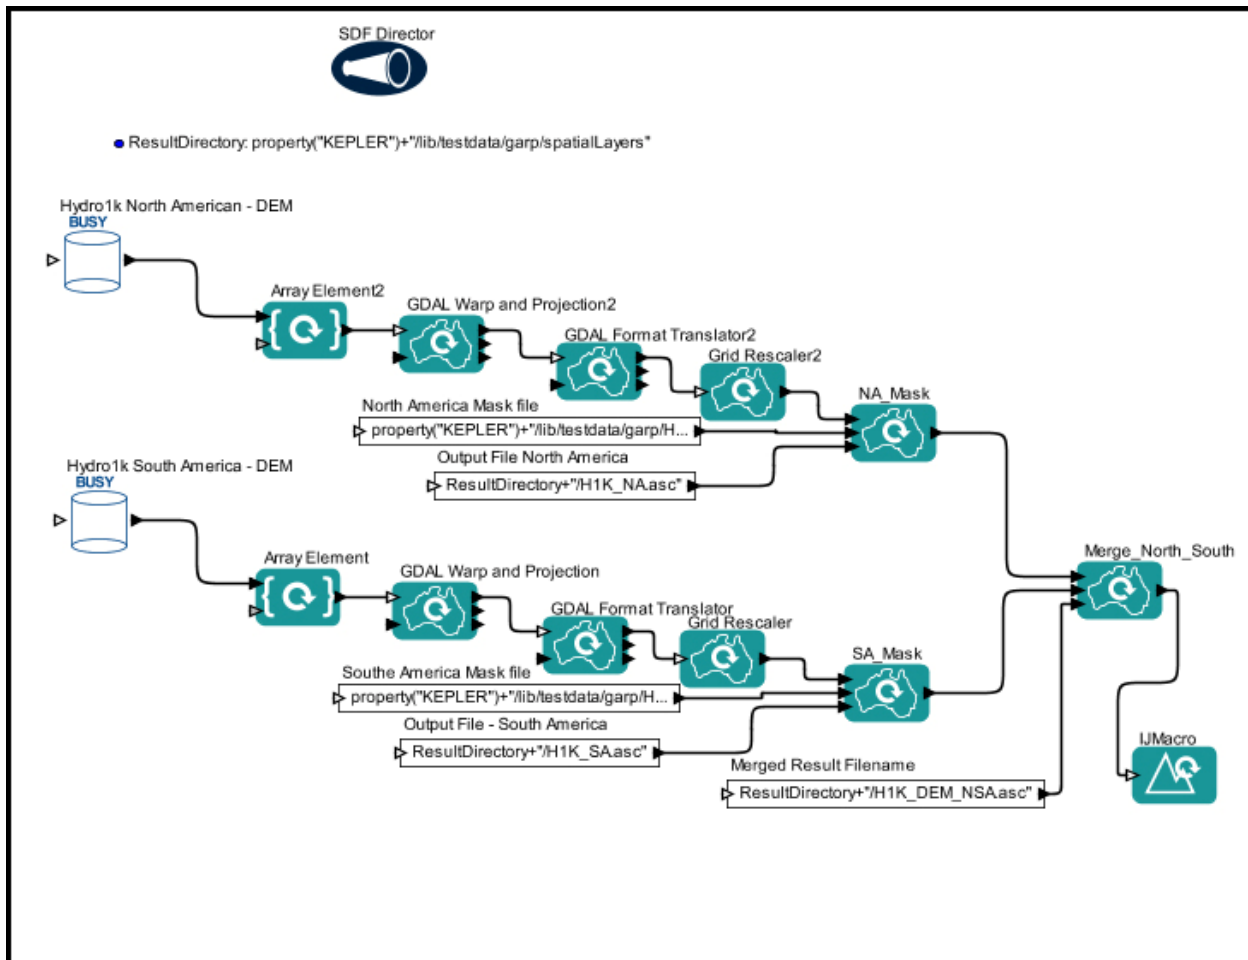 SDF Director
ResultDirectory: property("KEPLER")+"/lib/testdata/garp/spatialLayers"
Hydro1k North American - DEM
BUSY
Array Element2
GDAL Warp and Projection2
GDAL Format Translator2
Grid Rescaler2
NA_Mask
North America Mask file
property("KEPLER")+"/lib/testdata/garp/H...
Output File North America
ResultDirectory+"/H1K_NA.asc"
Hydro1k South America - DEM
BUSY
Array Element
GDAL Warp and Projection
GDAL Format Translator
Grid Rescaler
SA_Mask
Merge_North_South
Southe America Mask file
property("KEPLER")+"/lib/testdata/garp/H...
Output File - South America
ResultDirectory+"/H1K_SA.asc"
Merged Result Filename
ResultDirectory+"/H1K_DEM_NSA.asc"
IJMacro